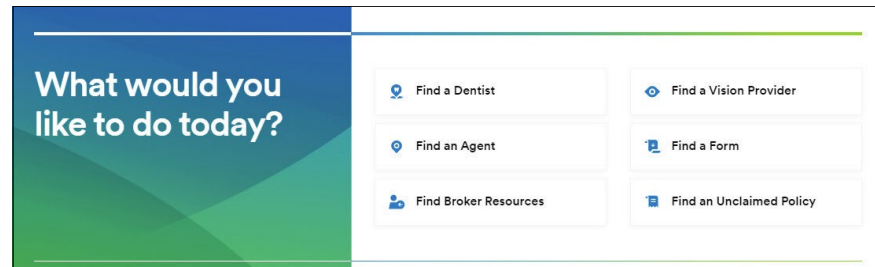 What would you
like to do today?
Find a Dentist
Find a Vision Provider
Find an Agent
Find a Form
Find Broker Resources
Find an Unclaimed Policy